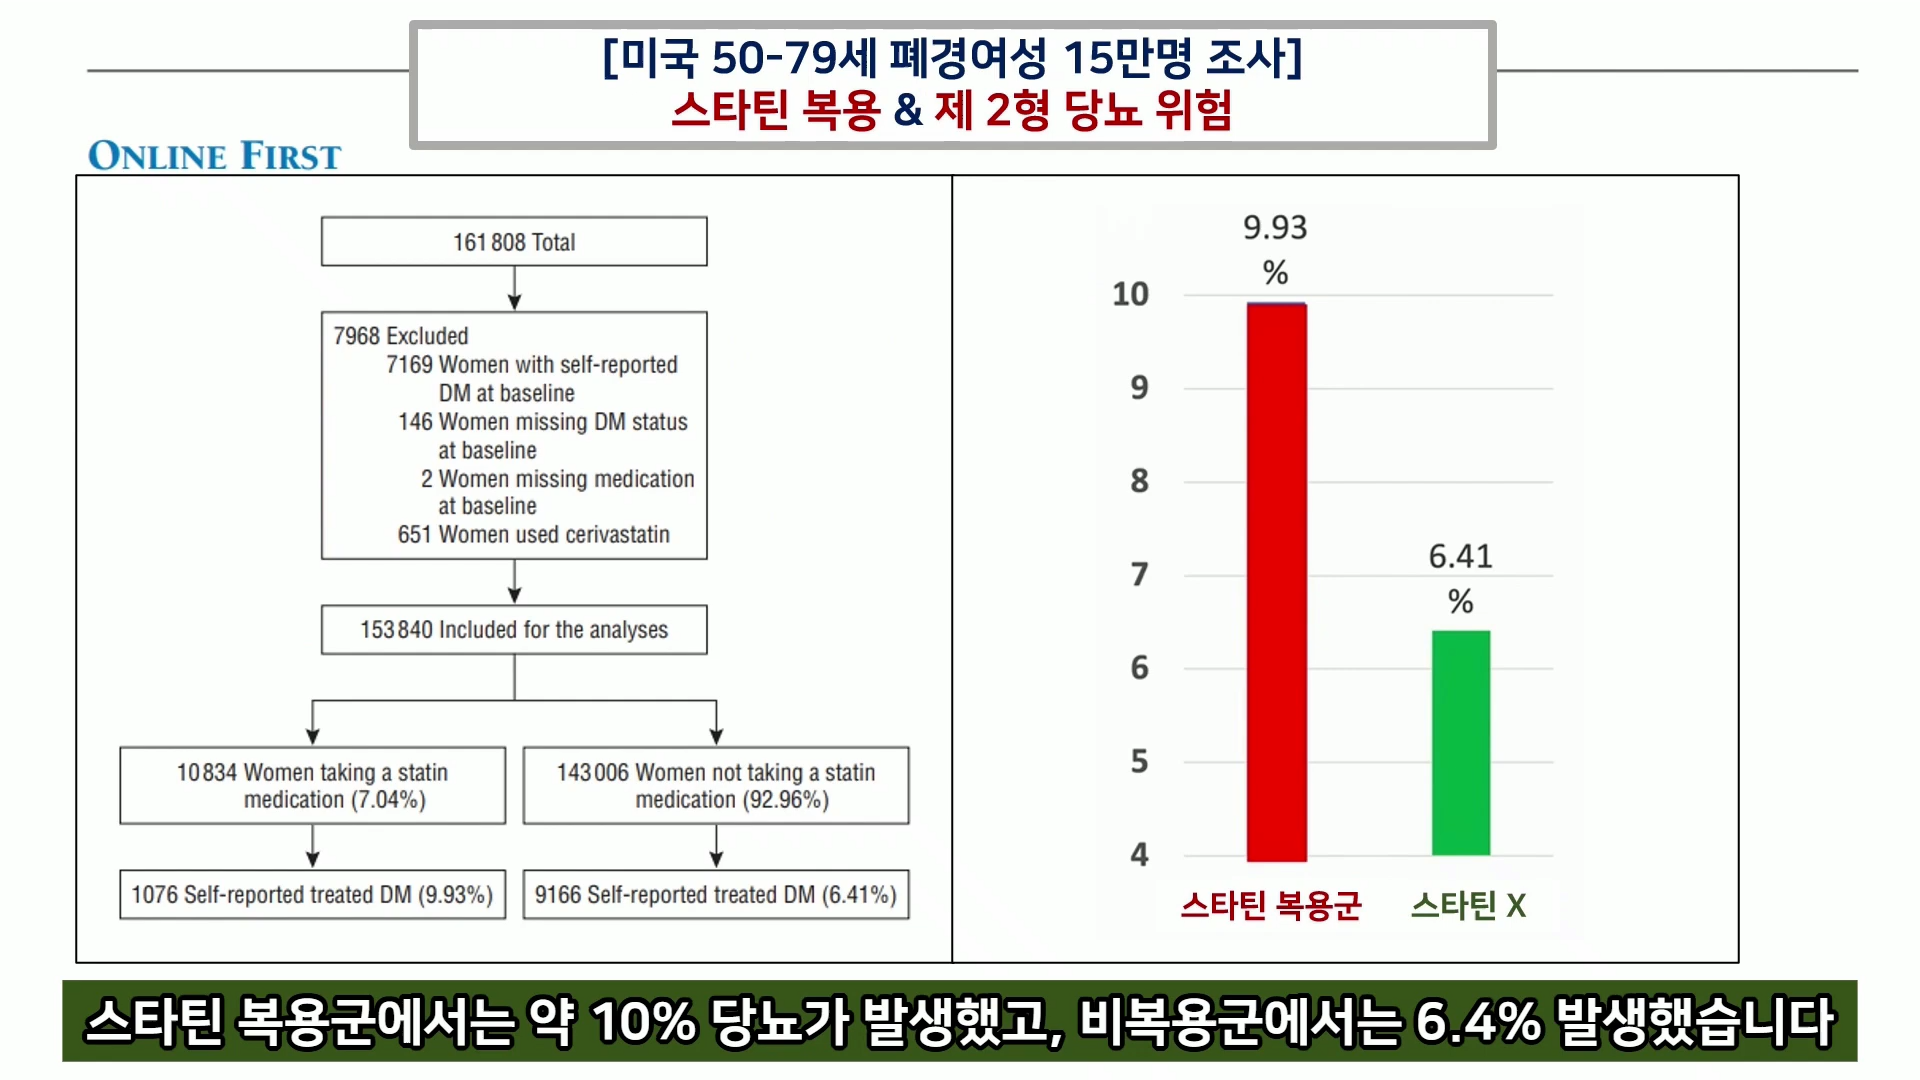 [미국 50-79세 폐경여성 15만명 조사]
스타틴 복용 & 제 2형 당뇨 위험
ONLINE FIRST
161 808 Total
7968 Excluded
7169 Women with self-reported
DM at baseline
146 Women missing DM status
at baseline
2 Women missing medication
at baseline
651 Women used cerivastatin
153 840 Included for the analyses
10 834 Women taking a statin
medication (7.04%)
143 006 Women not taking a statin
medication (92.96%)
1076 Self-reported treated DM (9.93%)
9166 Self-reported treated DM (6.41%)
9.93
%
10
9
8
7
6
5
4
6.41
%
스타틴 복용군
스타틴 X
스타틴 복용군에서는 약 10% 당뇨가 발생했고, 비복용군에서는 6.4% 발생했습니다